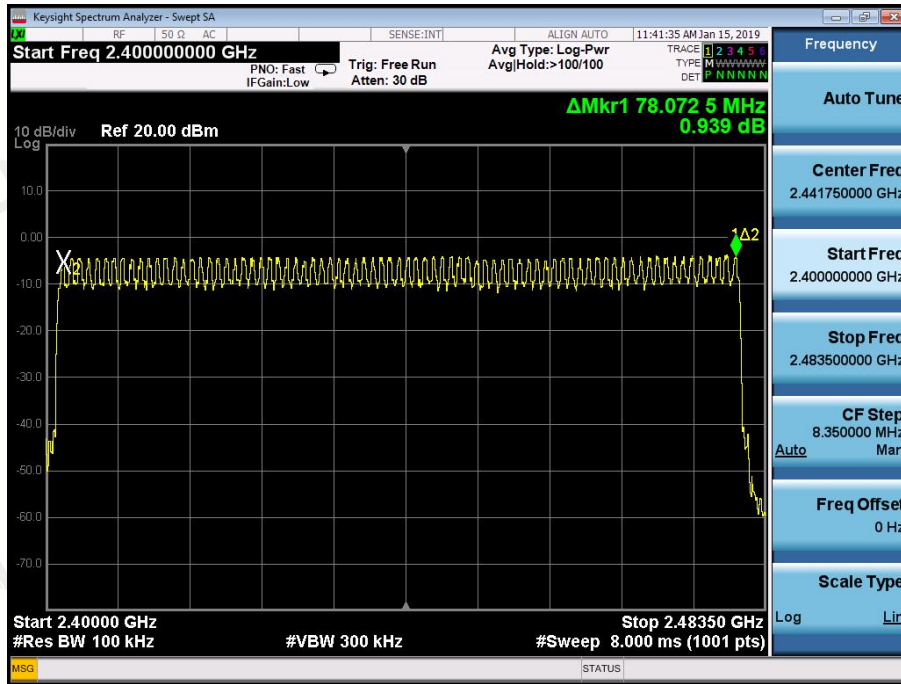 Keysight Spectrum Analyzer - Swept SA
LXI RF 50 Ω AC SENSE:INT ALIGN AUTO 11:41:35 AM Jan 15, 2019
Start Freq 2.400000000 GHz
PNO: Fast
IFGain:Low
Trig: Free Run
Atten: 30 dB
Avg Type: Log-Pwr
Avg|Hold:>100/100
TRACE 1 2 3 4 5 6
TYPE M WWWWW
DET P N N N N N
ΔMkr1 78.072 5 MHz
0.939 dB
10 dB/div Ref 20.00 dBm
Log
10.0
0.00
-10.0
-20.0
-30.0
-40.0
-50.0
-60.0
-70.0
X2
1Δ2
Start 2.40000 GHz Stop 2.48350 GHz
#Res BW 100 kHz #VBW 300 kHz #Sweep 8.000 ms (1001 pts)
MSG STATUS
Frequency
Auto Tune
Center Freq
2.441750000 GHz
Start Freq
2.400000000 GHz
Stop Freq
2.483500000 GHz
CF Step
8.350000 MHz
Auto Man
Freq Offset
0 Hz
Scale Type
Log Lin